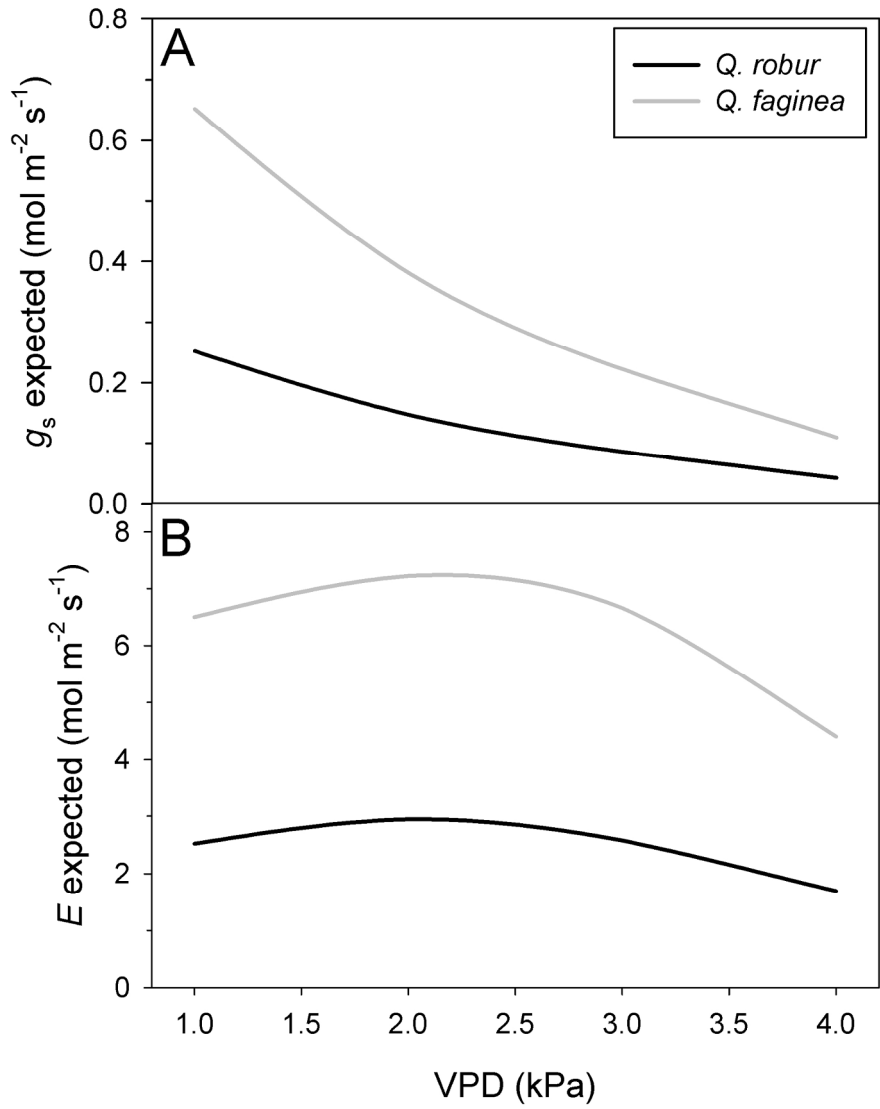 A
Q. robur
Q. faginea
gs expected (mol m-2 s-1)
0.8
0.6
0.4
0.2
0.0
B
E expected (mol m-2 s-1)
8
6
4
2
0
1.0 1.5 2.0 2.5 3.0 3.5 4.0
VPD (kPa)